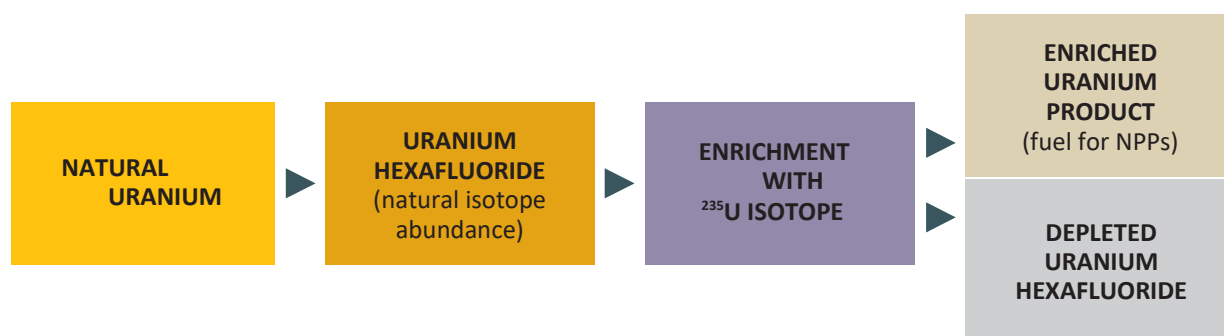 NATURAL
URANIUM
URANIUM
HEXAFLUORIDE
(natural isotope
abundance)
ENRICHMENT
WITH
²³⁵U ISOTOPE
ENRICHED
URANIUM
PRODUCT
(fuel for NPPs)
DEPLETED
URANIUM
HEXAFLUORIDE